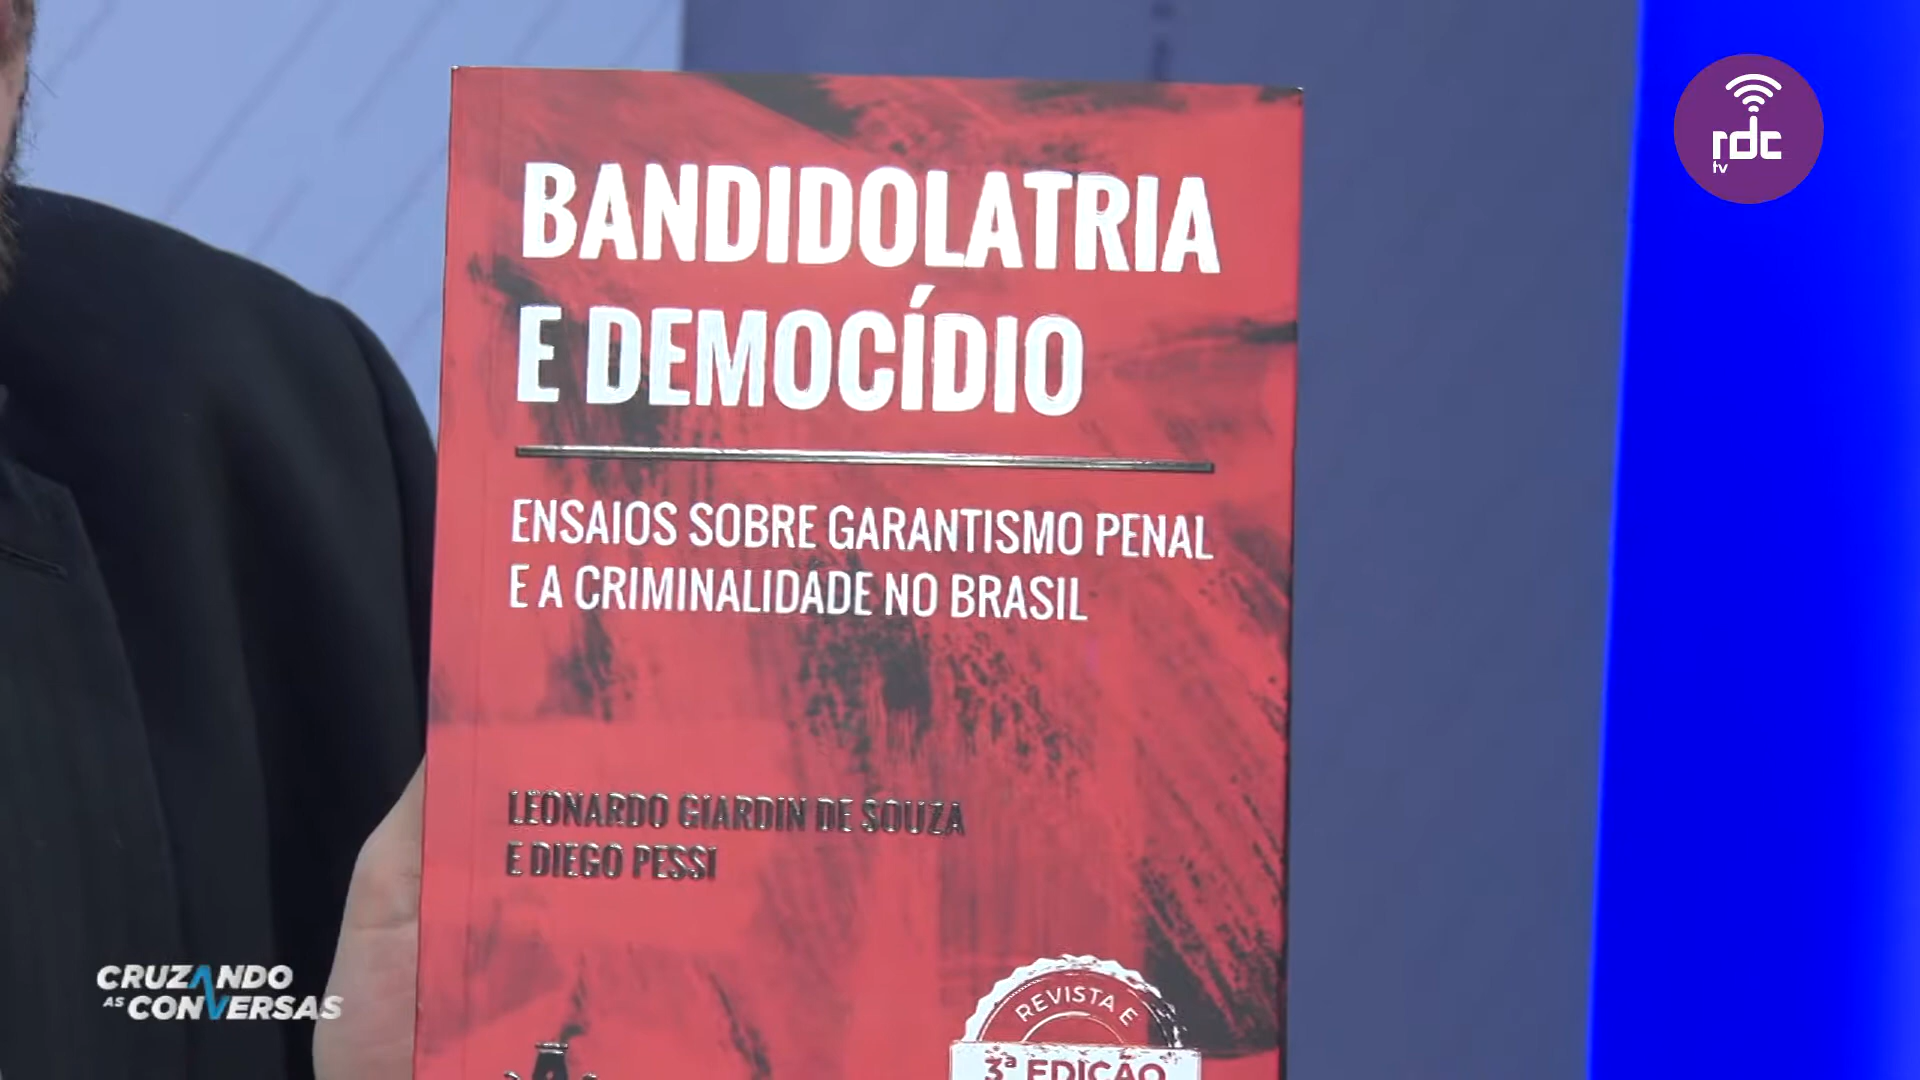 rdc
tv
BANDIDOLATRIA
E DEMOCÍDIO
ENSAIOS SOBRE GARANTISMO PENAL
E A CRIMINALIDADE NO BRASIL
LEONARDO GIARDIN DE SOUZA
E DIEGO PESSI
REVISTA E
3ª EDIÇÃO
CRUZANDO
AS CONVERSAS